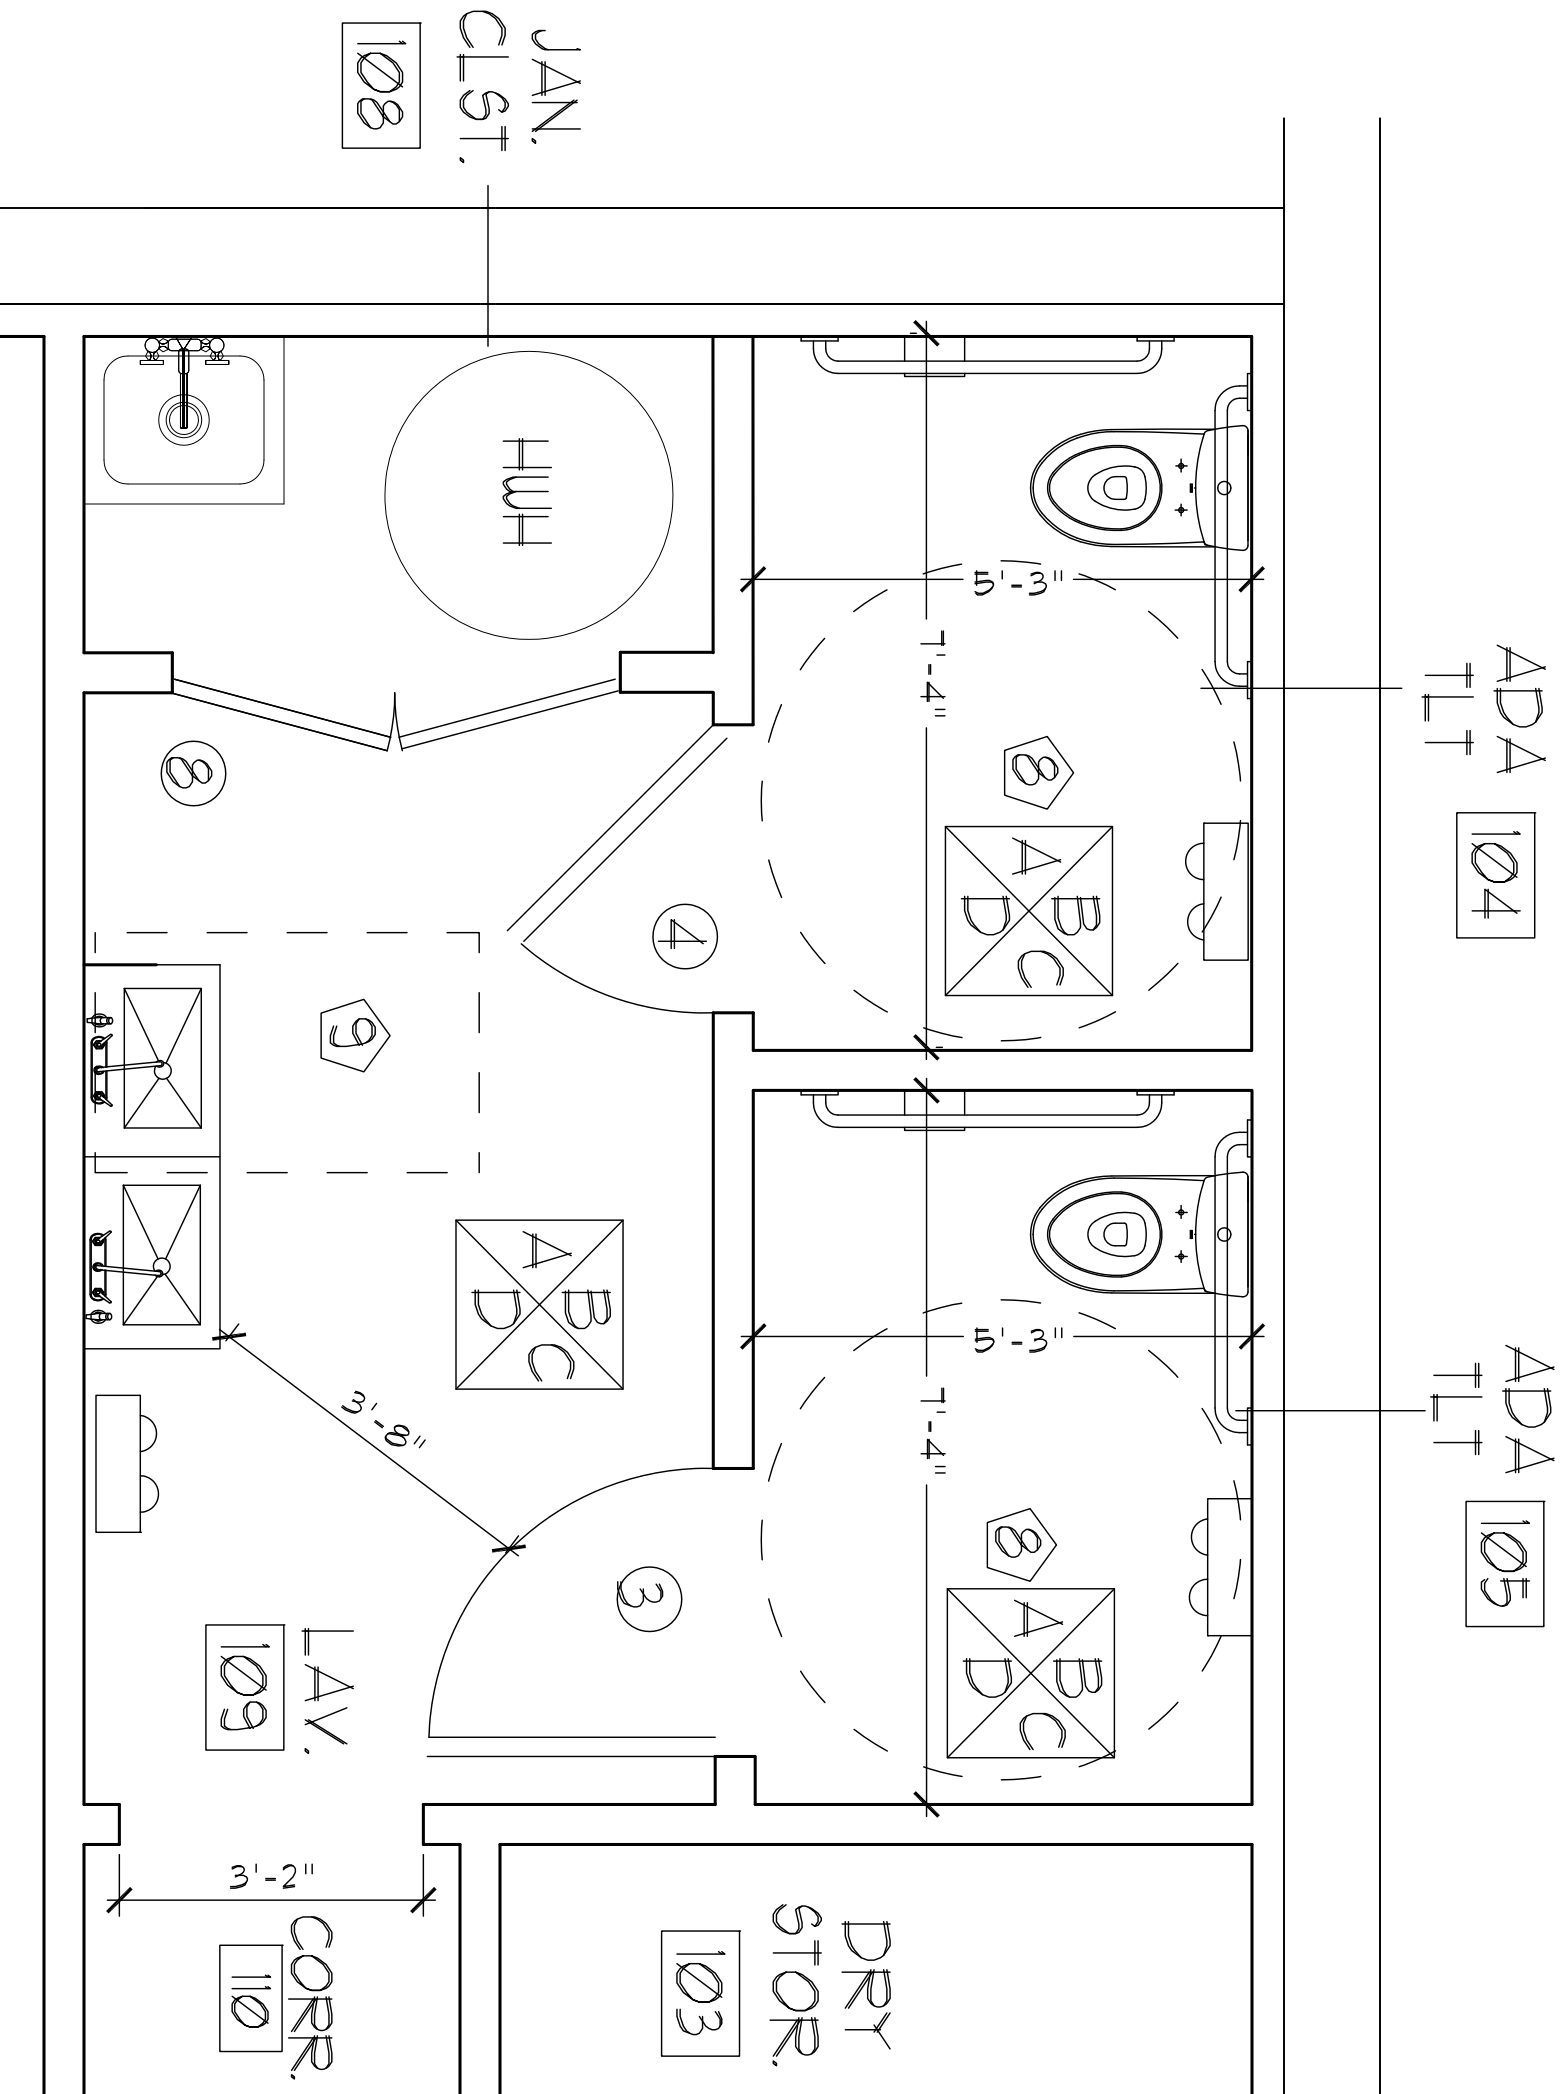 ADA
TLT
104
ADA
TLT
105
JAN.
CLST.
108
HWH
5'-3"
7'-4"
8
A
B
C
D
4
8
9
A
B
C
D
5'-3"
7'-4"
8
A
B
C
D
3
3'-8"
LAV.
109
3'-2"
CORR.
110
DRY
STOR.
103